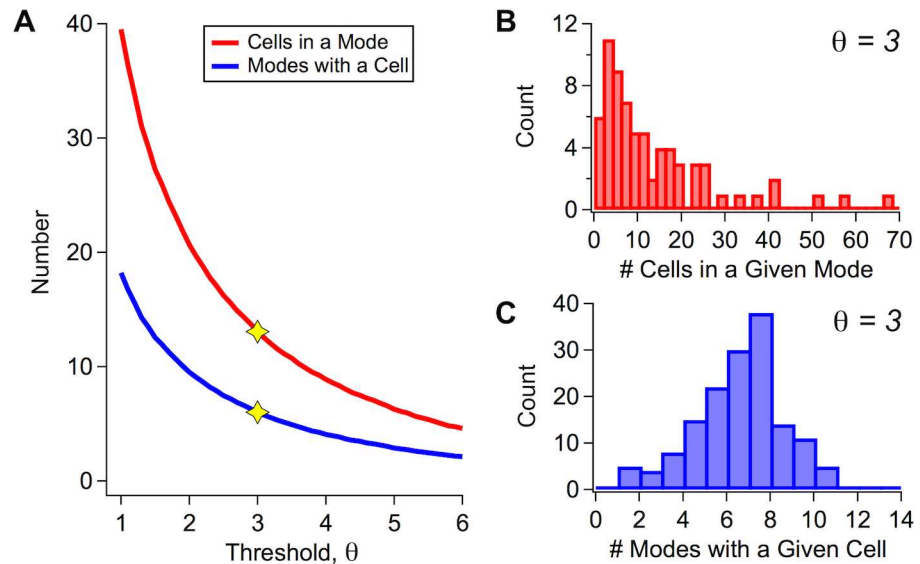 A
Number
40
30
20
10
0
Cells in a Mode
Modes with a Cell
1 2 3 4 5 6
Threshold, θ
B
θ = 3
Count
12
8
4
0
0 10 20 30 40 50 60 70
# Cells in a Given Mode
C
θ = 3
Count
40
30
20
10
0
0 2 4 6 8 10 12 14
# Modes with a Given Cell